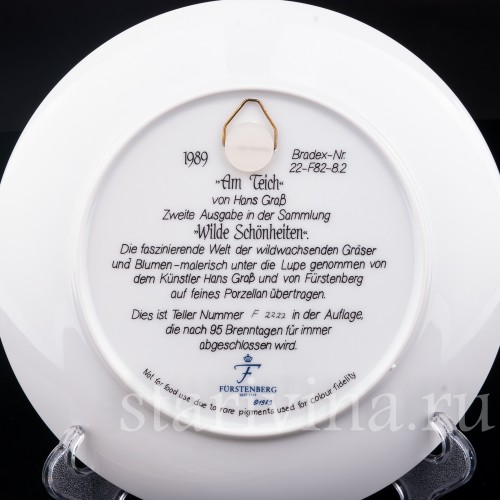 1989
Bradex-Nr.
22-F82-8.2
"Am Teich"
von Hans Graß
Zweite Ausgabe in der Sammlung
"Wilde Schönheiten".
Die faszinierende Welt der wildwachsenden Gräser
und Blumen-malerisch unter die Lupe genommen von
dem Künstler Hans Graß und von Fürstenberg
auf feines Porzellan übertragen.
Dies ist Teller Nummer F 2222 in der Auflage,
die nach 95 Brenntagen für immer
abgeschlossen wird.
F
FÜRSTENBERG
©1989
Not for food use due to rare pigments used for colour fidelity
starivina.ru